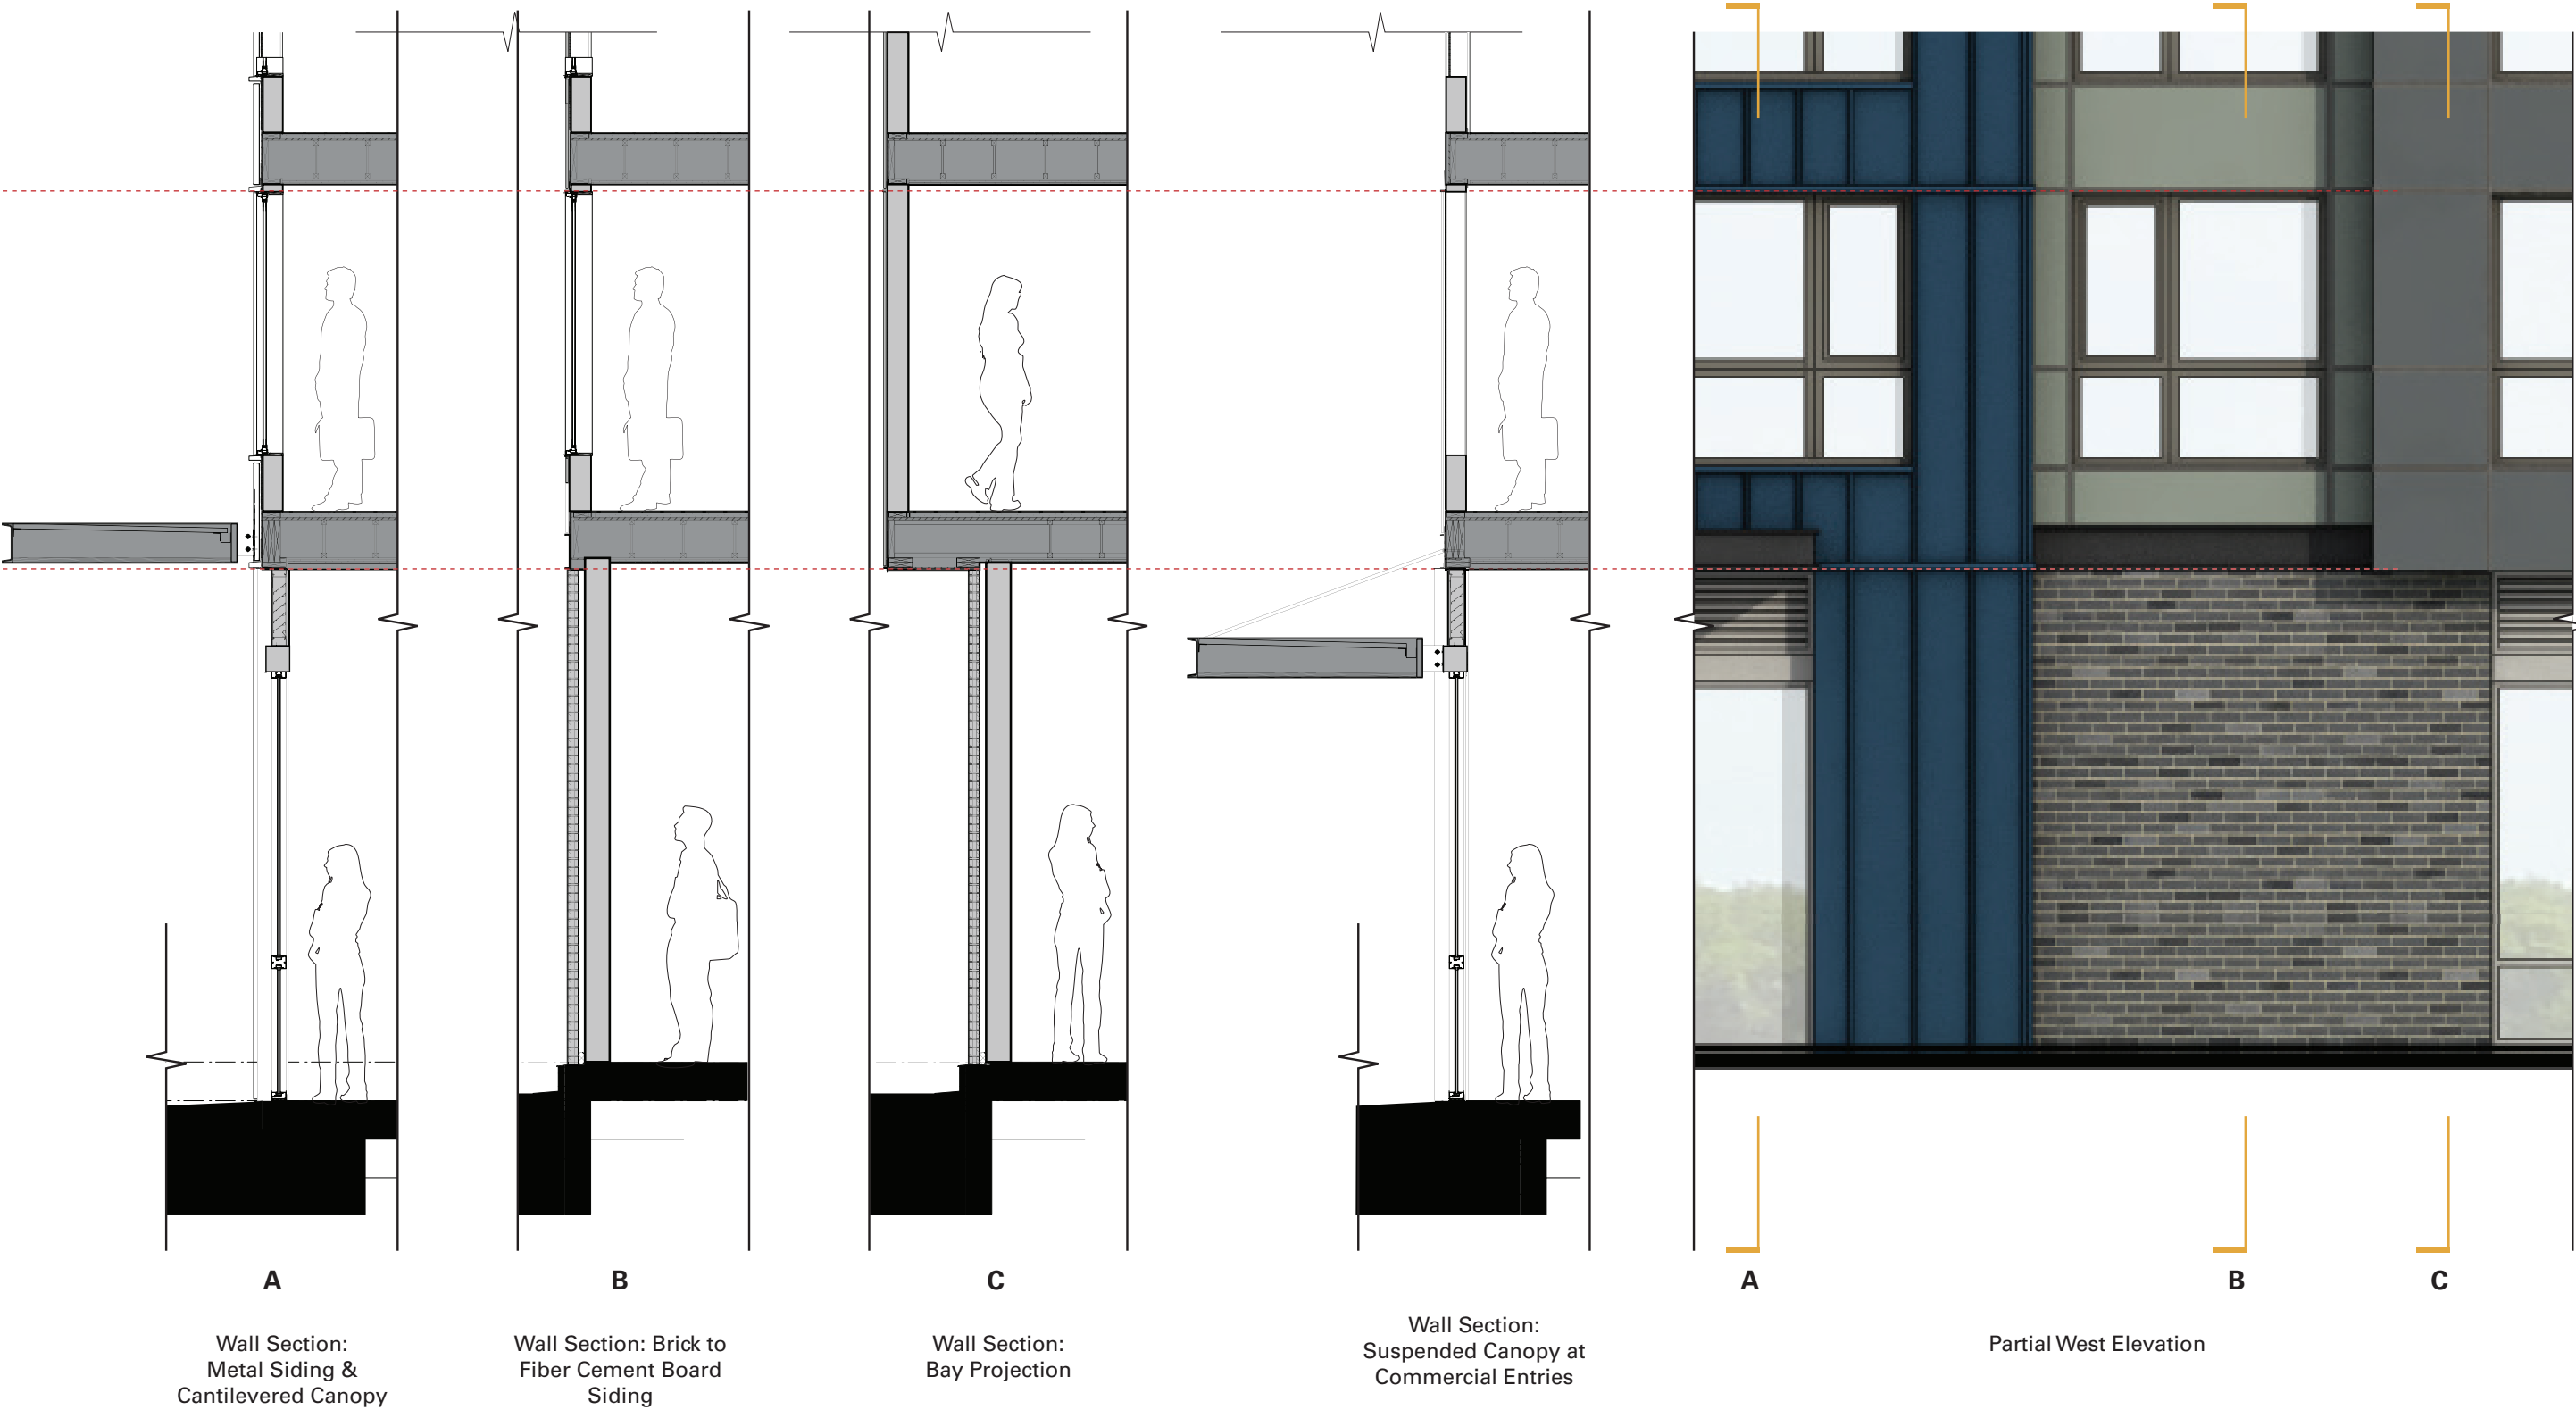 A
B
C
A
B
C
Wall Section:
Metal Siding &
Cantilevered Canopy
Wall Section: Brick to
Fiber Cement Board
Siding
Wall Section:
Bay Projection
Wall Section:
Suspended Canopy at
Commercial Entries
Partial West Elevation